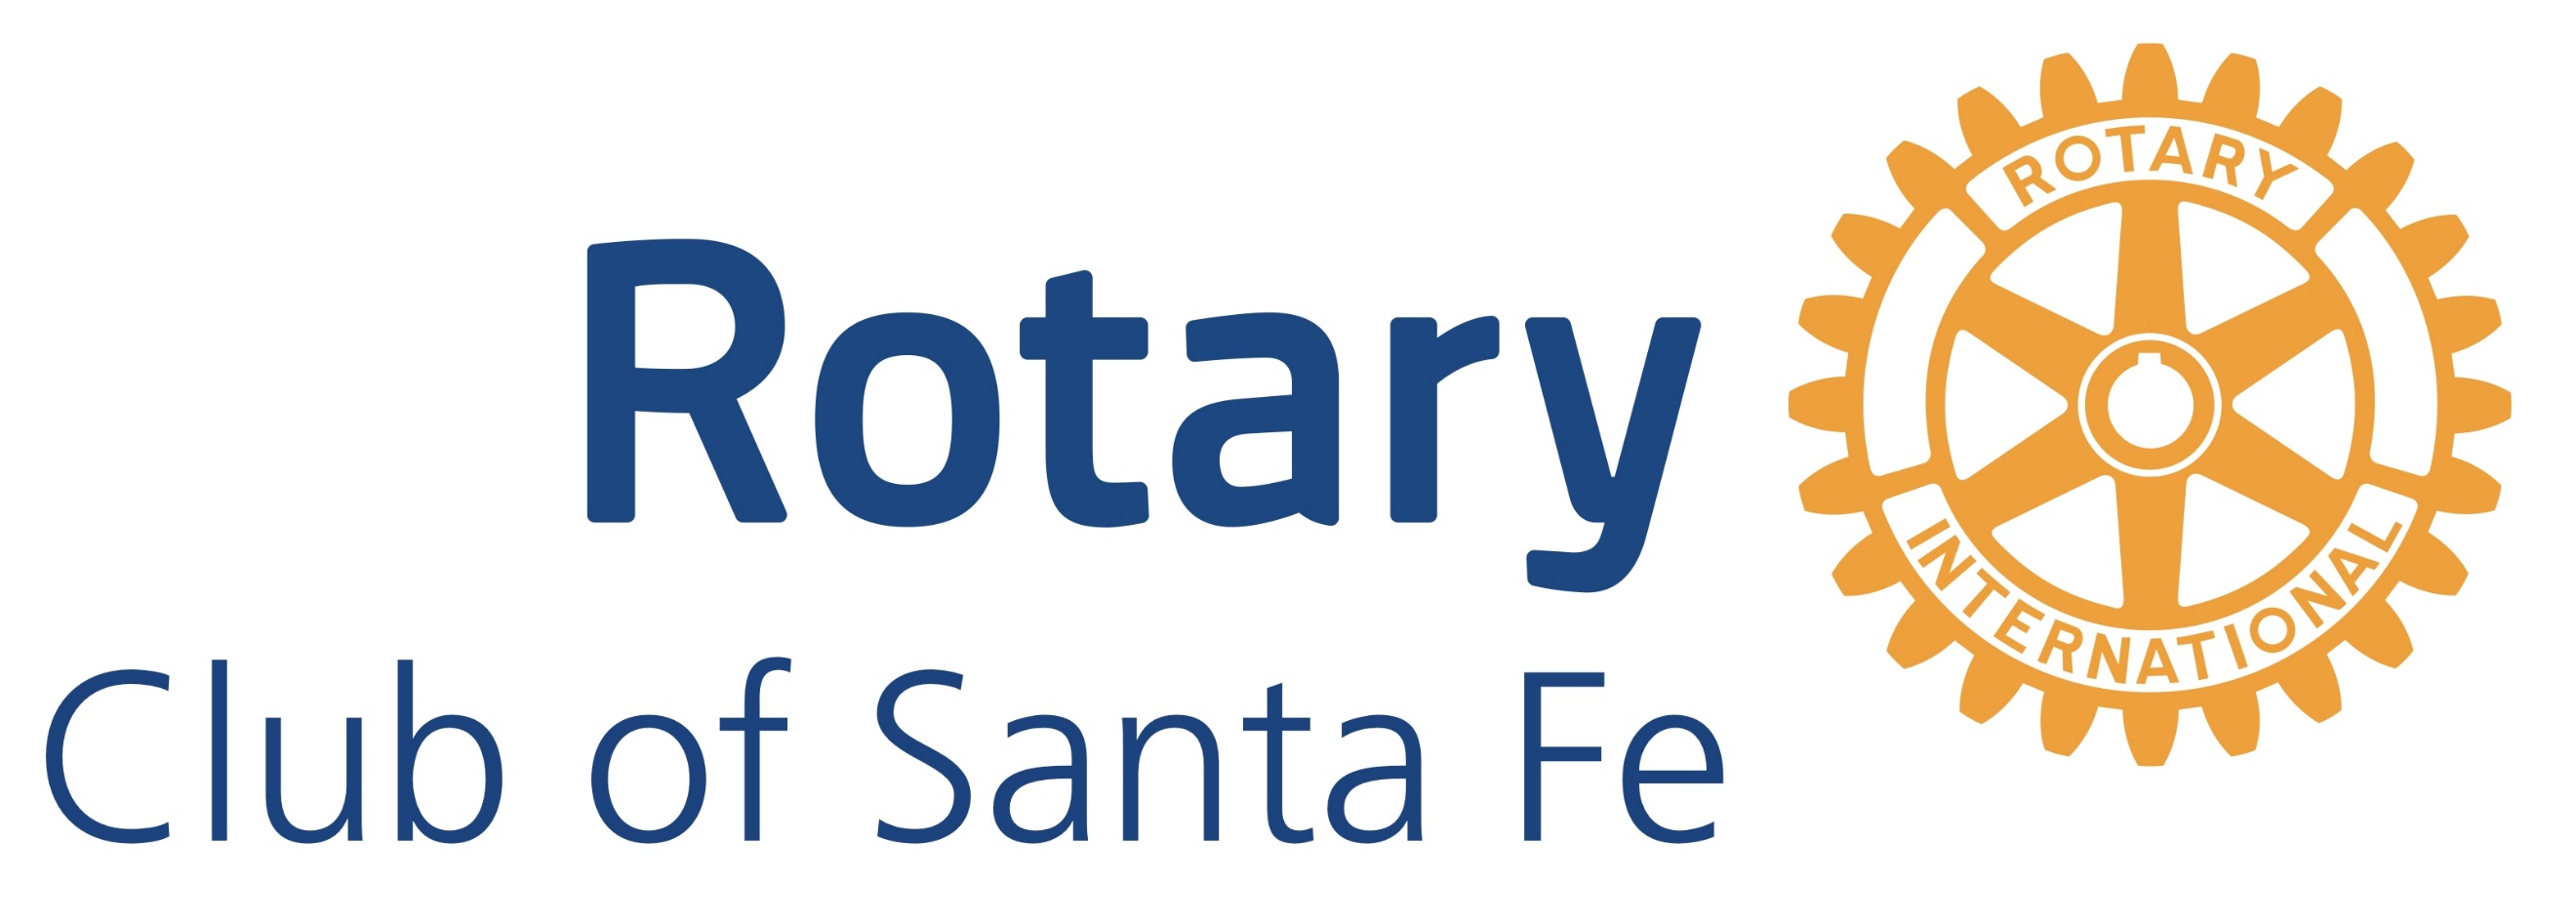 Rotary
Club of Santa Fe
ROTARY
INTERNATIONAL